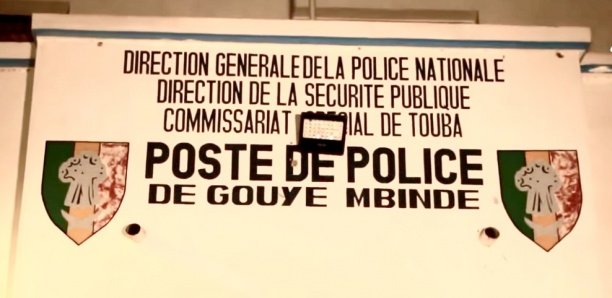 DIRECTION GENERALE DE LA POLICE NATIONALE
DIRECTION DE LA SECURITE PUBLIQUE
COMMISSARIAT DE TOUBA
POSTE DE POLICE
DE GOUYE MBINDE